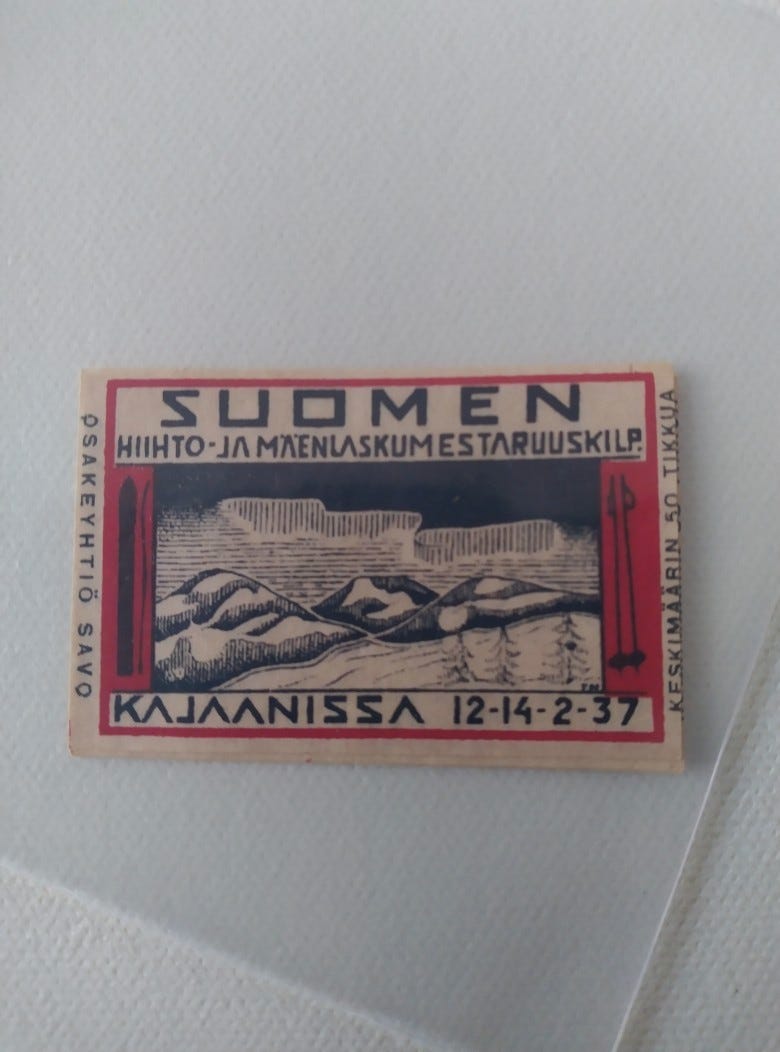 SUOMEN
HIIHTO-JA MÄENLASKUMESTARUUSKILP.
OSAKEYHTIÖ SAVO
KESKIMÄÄRIN 50 TIKKUA
KAJAANISSA 12-14-2-37